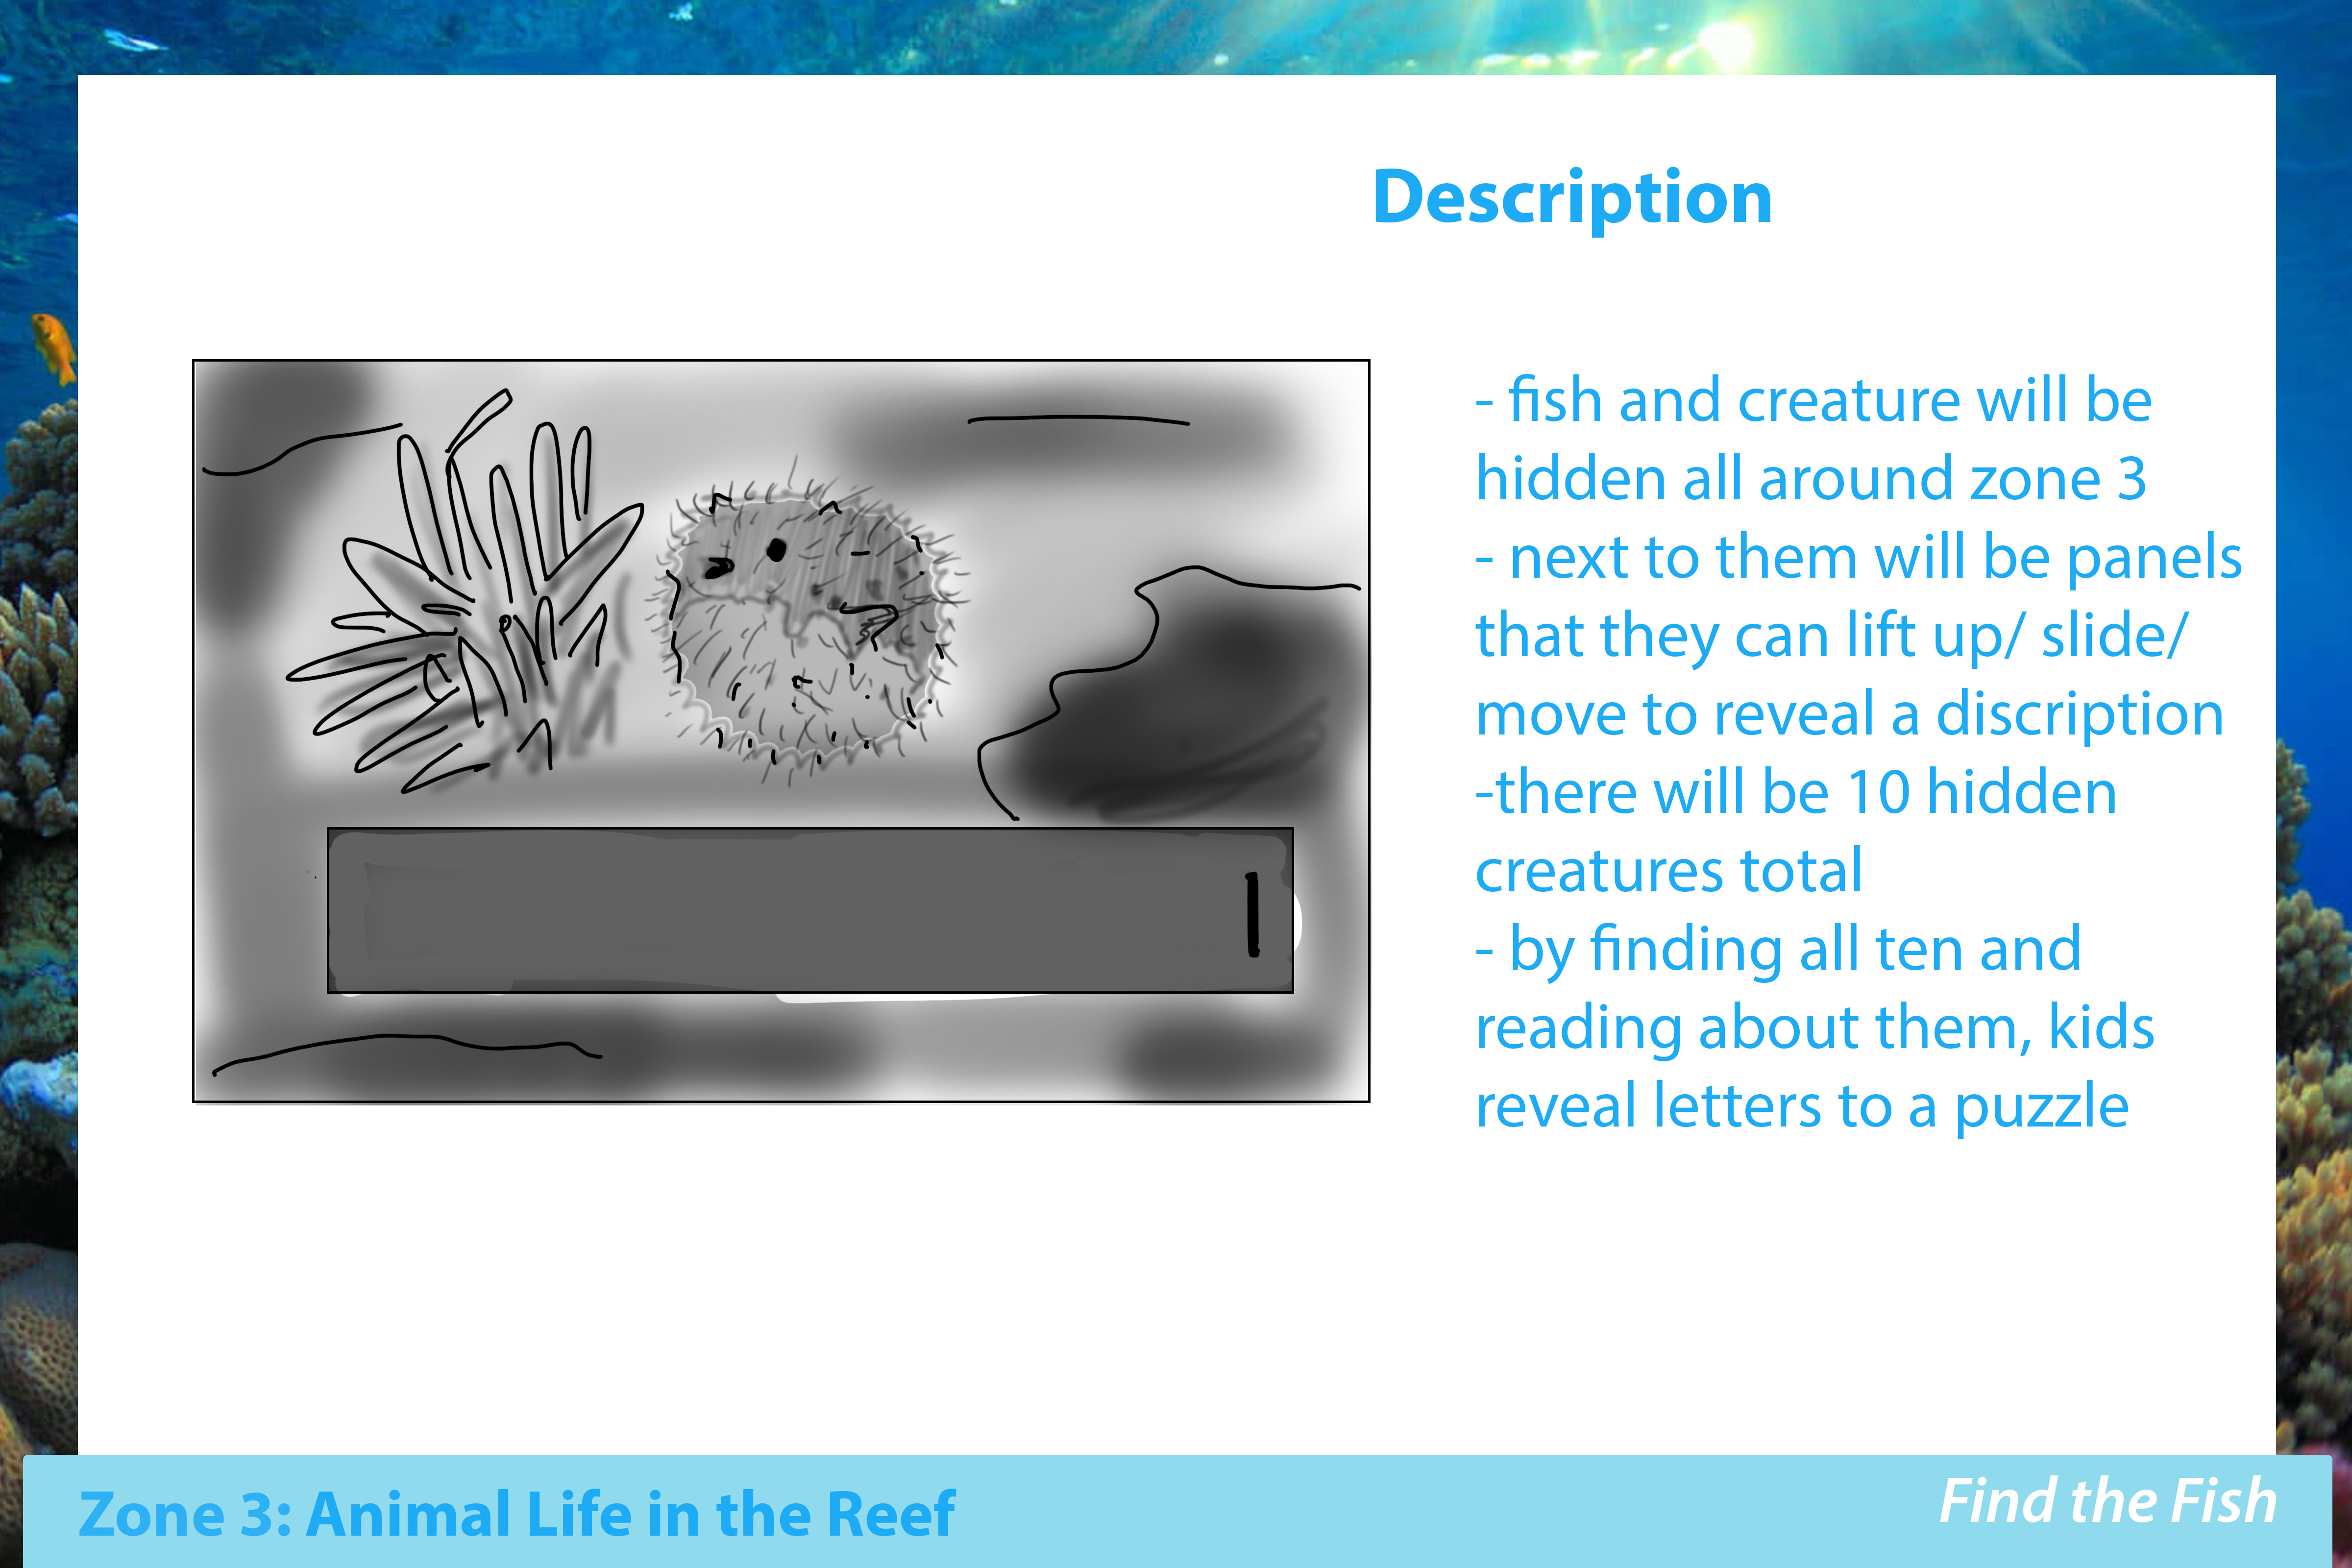 Description
- fish and creature will be
hidden all around zone 3
- next to them will be panels
that they can lift up/ slide/
move to reveal a discription
-there will be 10 hidden
creatures total
- by finding all ten and
reading about them, kids
reveal letters to a puzzle
Zone 3: Animal Life in the Reef
Find the Fish